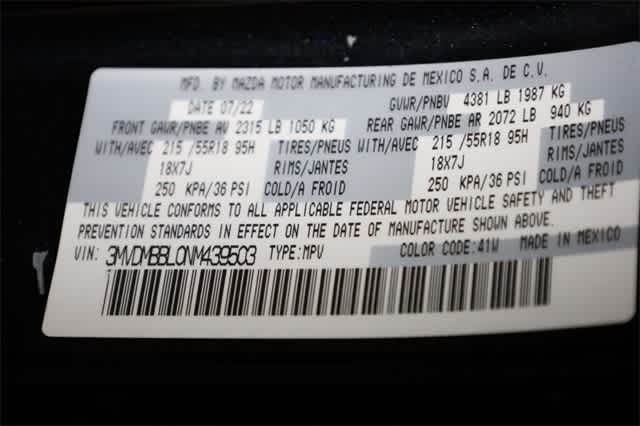 MFD. BY MAZDA MOTOR MANUFACTURING DE MEXICO S.A. DE C.V.
DATE 07/22 GVWR/PNBV 4381 LB 1987 KG
FRONT GAWR/PNBE AV 2315 LB 1050 KG REAR GAWR/PNBE AR 2072 LB 940 KG
WITH/AVEC 215 /55R18 95H TIRES/PNEUS WITH/AVEC 215 /55R18 95H TIRES/PNEUS
18X7J RIMS/JANTES 18X7J RIMS/JANTES
250 KPA/36 PSI COLD/A FROID 250 KPA/36 PSI COLD/A FROID
THIS VEHICLE CONFORMS TO ALL APPLICABLE FEDERAL MOTOR VEHICLE SAFETY AND THEFT
PREVENTION STANDARDS IN EFFECT ON THE DATE OF MANUFACTURE SHOWN ABOVE.
VIN: 3MVDMBBL0NM439503 TYPE:MPV COLOR CODE:41W MADE IN MEXICO